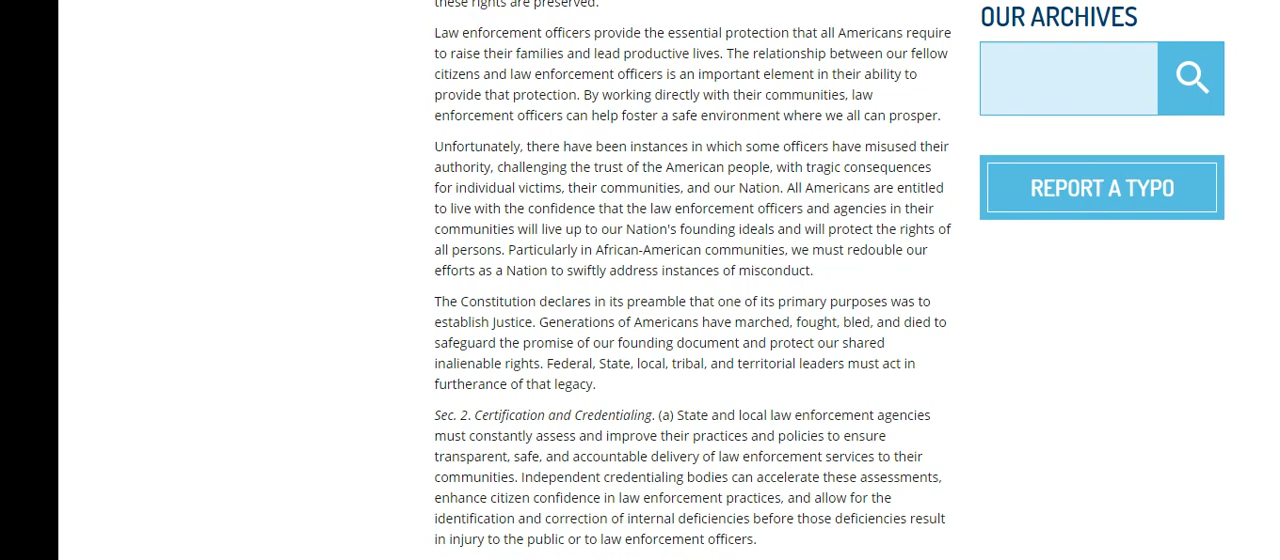 these rights are preserved.
Law enforcement officers provide the essential protection that all Americans require
to raise their families and lead productive lives. The relationship between our fellow
citizens and law enforcement officers is an important element in their ability to
provide that protection. By working directly with their communities, law
enforcement officers can help foster a safe environment where we all can prosper.
Unfortunately, there have been instances in which some officers have misused their
authority, challenging the trust of the American people, with tragic consequences
for individual victims, their communities, and our Nation. All Americans are entitled
to live with the confidence that the law enforcement officers and agencies in their
communities will live up to our Nation's founding ideals and will protect the rights of
all persons. Particularly in African-American communities, we must redouble our
efforts as a Nation to swiftly address instances of misconduct.
The Constitution declares in its preamble that one of its primary purposes was to
establish Justice. Generations of Americans have marched, fought, bled, and died to
safeguard the promise of our founding document and protect our shared
inalienable rights. Federal, State, local, tribal, and territorial leaders must act in
furtherance of that legacy.
Sec. 2. Certification and Credentialing. (a) State and local law enforcement agencies
must constantly assess and improve their practices and policies to ensure
transparent, safe, and accountable delivery of law enforcement services to their
communities. Independent credentialing bodies can accelerate these assessments,
enhance citizen confidence in law enforcement practices, and allow for the
identification and correction of internal deficiencies before those deficiencies result
in injury to the public or to law enforcement officers.
OUR ARCHIVES
REPORT A TYPO